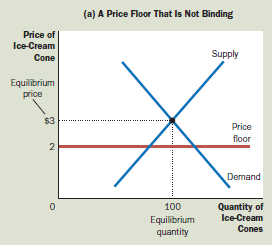 (a) A Price Floor That Is Not Binding
Price of
Ice-Cream
Cone
Supply
Equilibrium
price
$3
Price
floor
2
Demand
0
100
Quantity of
Ice-Cream
Cones
Equilibrium
quantity